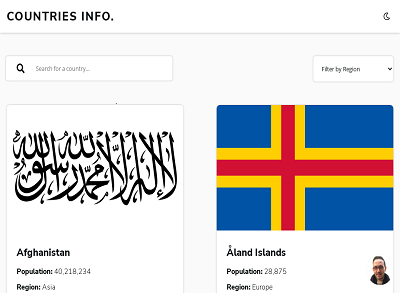 COUNTRIES INFO.
Search for a country...
Filter by Region
لا إله إلا الله محمد رسول الله
Afghanistan
Population: 40,218,234
Region: Asia
Åland Islands
Population: 28,875
Region: Europe